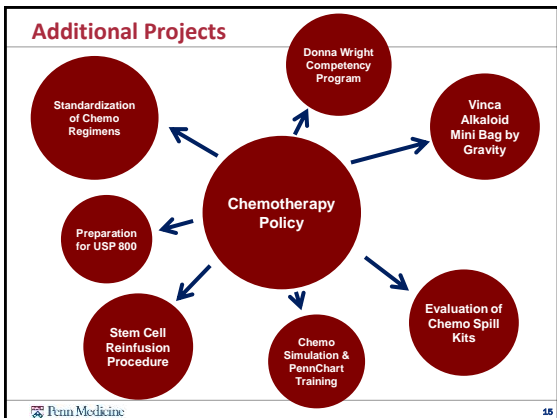 Additional Projects
Donna Wright
Competency
Program
Standardization
of Chemo
Regimens
Vinca
Alkaloid
Mini Bag by
Gravity
Chemotherapy
Policy
Preparation
for USP 800
Evaluation of
Chemo Spill
Kits
Stem Cell
Reinfusion
Procedure
Chemo
Simulation &
PennChart
Training
Penn Medicine
15